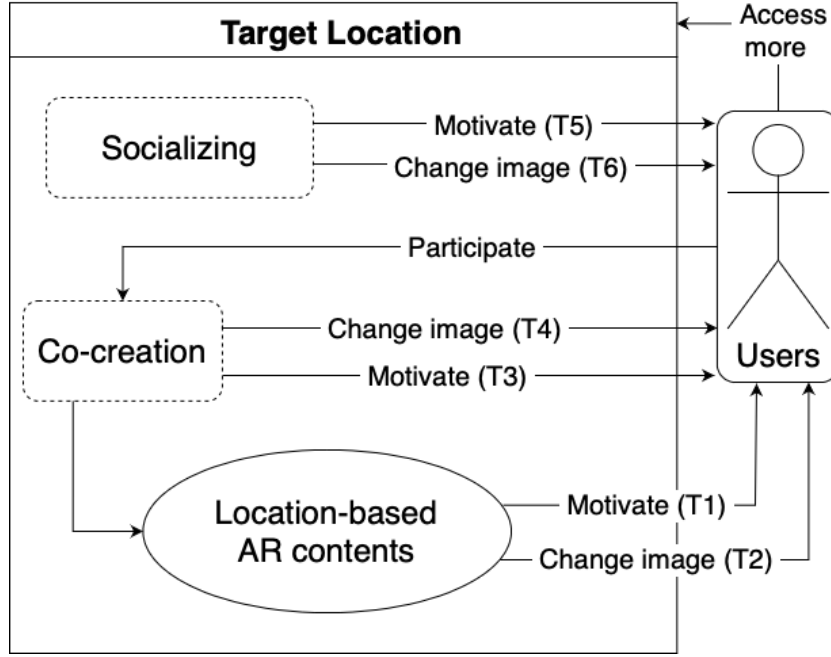 Target Location
Access
more
Socializing
Motivate (T5)
Change image (T6)
Participate
Co-creation
Change image (T4)
Motivate (T3)
Users
Location-based
AR contents
Motivate (T1)
Change image (T2)